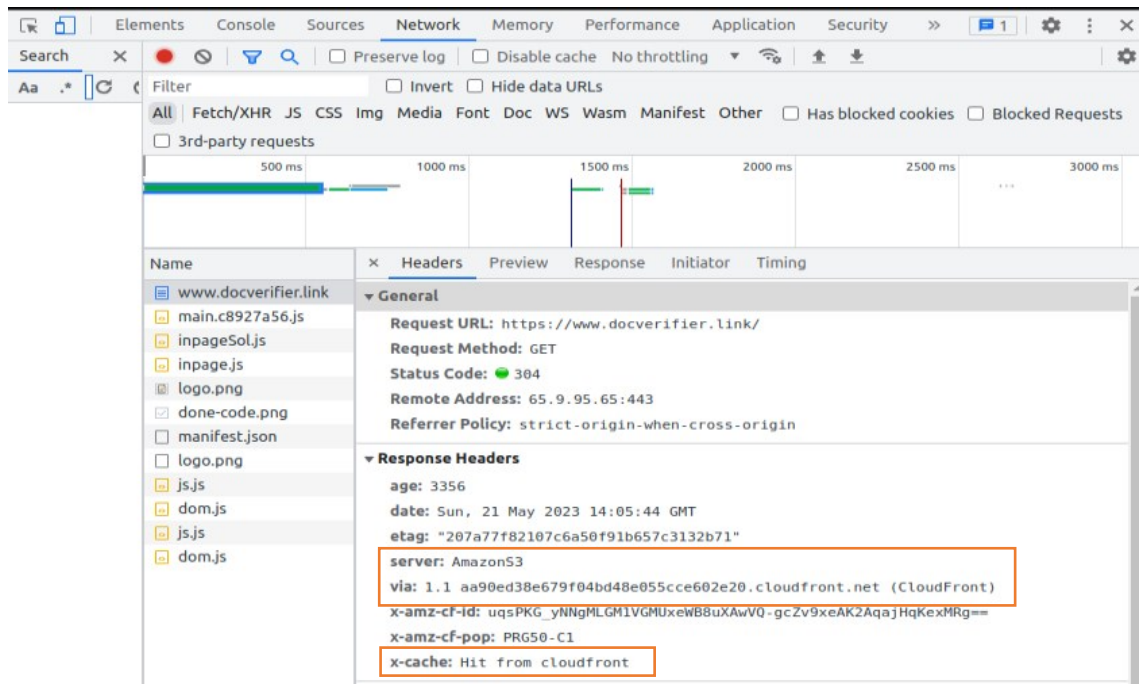 Elements Console Sources Network Memory Performance Application Security » 1
Search × Preserve log Disable cache No throttling
Aa .* Filter Invert Hide data URLs
All Fetch/XHR JS CSS Img Media Font Doc WS Wasm Manifest Other Has blocked cookies Blocked Requests
3rd-party requests
500 ms 1000 ms 1500 ms 2000 ms 2500 ms 3000 ms
Name × Headers Preview Response Initiator Timing
www.docverifier.link
main.c8927a56.js
inpageSol.js
inpage.js
logo.png
done-code.png
manifest.json
logo.png
js.js
dom.js
js.js
dom.js
General
Request URL: https://www.docverifier.link/
Request Method: GET
Status Code: 304
Remote Address: 65.9.95.65:443
Referrer Policy: strict-origin-when-cross-origin
Response Headers
age: 3356
date: Sun, 21 May 2023 14:05:44 GMT
etag: "207a77f82107c6a50f91b657c3132b71"
server: AmazonS3
via: 1.1 aa90ed38e679f04bd48e055cce602e20.cloudfront.net (CloudFront)
x-amz-cf-id: uqsPKG_yNNgMLGM1VGMUxeWB8uXAwVQ-gcZv9xeAK2AqajHqKexMRg==
x-amz-cf-pop: PRG50-C1
x-cache: Hit from cloudfront